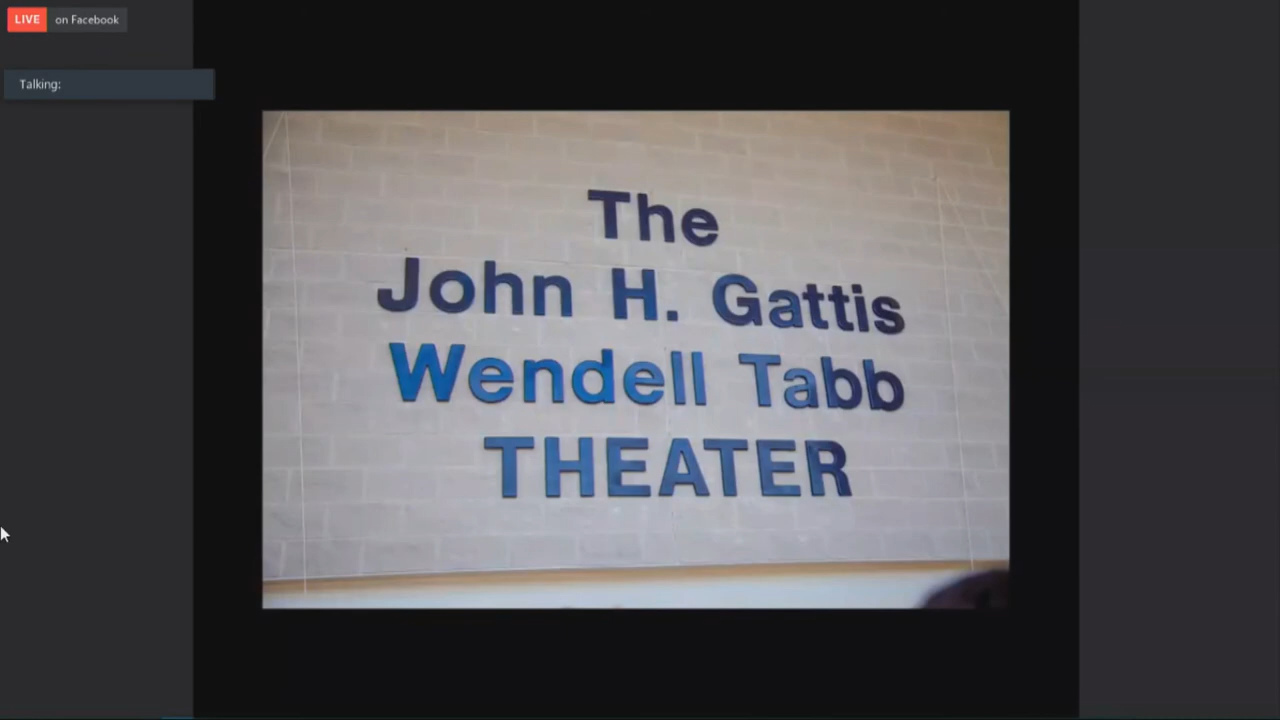 LIVE on Facebook
Talking:
The
John H. Gattis
Wendell Tabb
THEATER